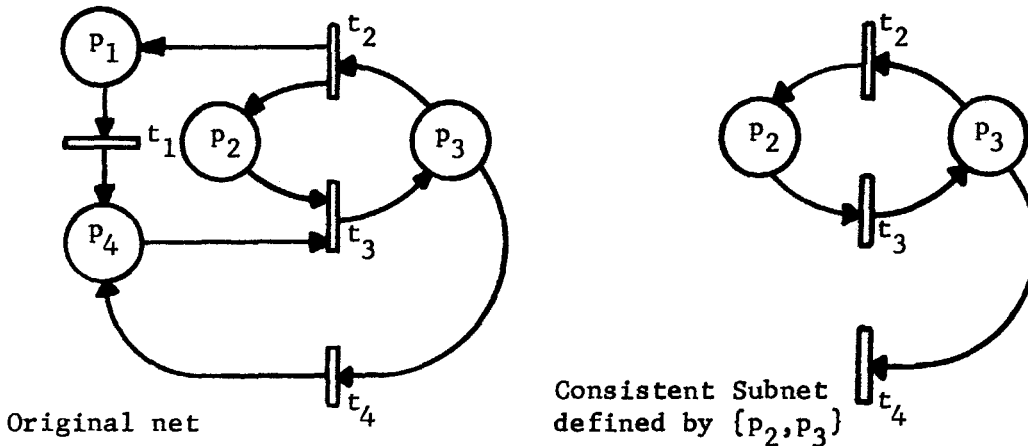 t₂
p₁
t₁
p₂
p₃
p₄
t₃
t₄
Original net
t₂
p₂
p₃
t₃
t₄
Consistent Subnet
defined by {p₂,p₃}